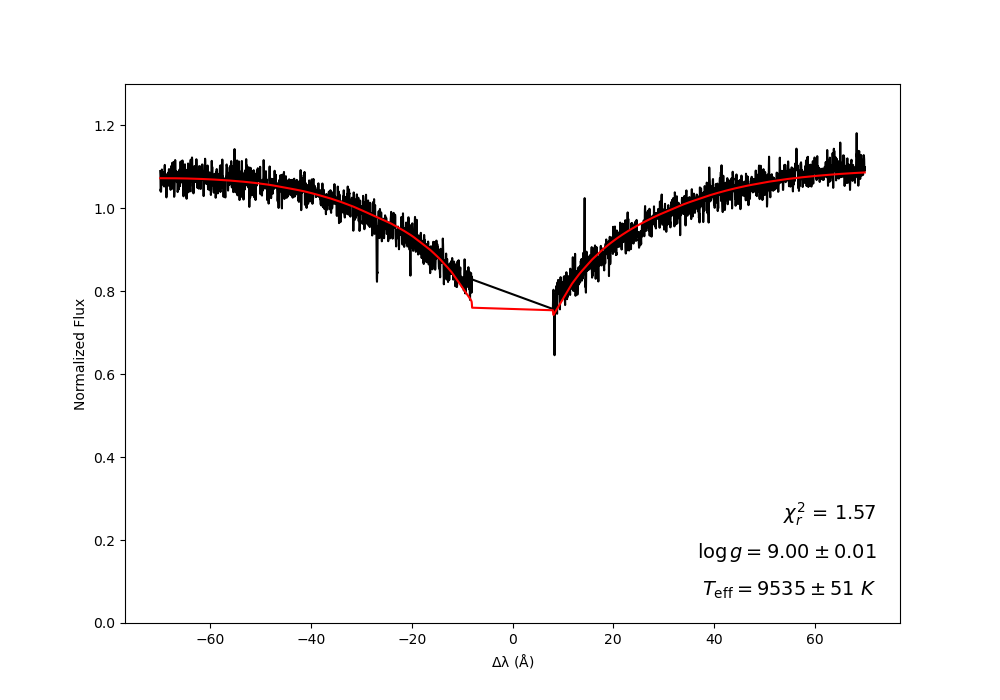 1.2
1.0
0.8
0.6
0.4
0.2
0.0
Normalized Flux
χ²ᵣ = 1.57
log g = 9.00 ± 0.01
T_eff = 9535 ± 51 K
−60 −40 −20 0 20 40 60
Δλ (Å)